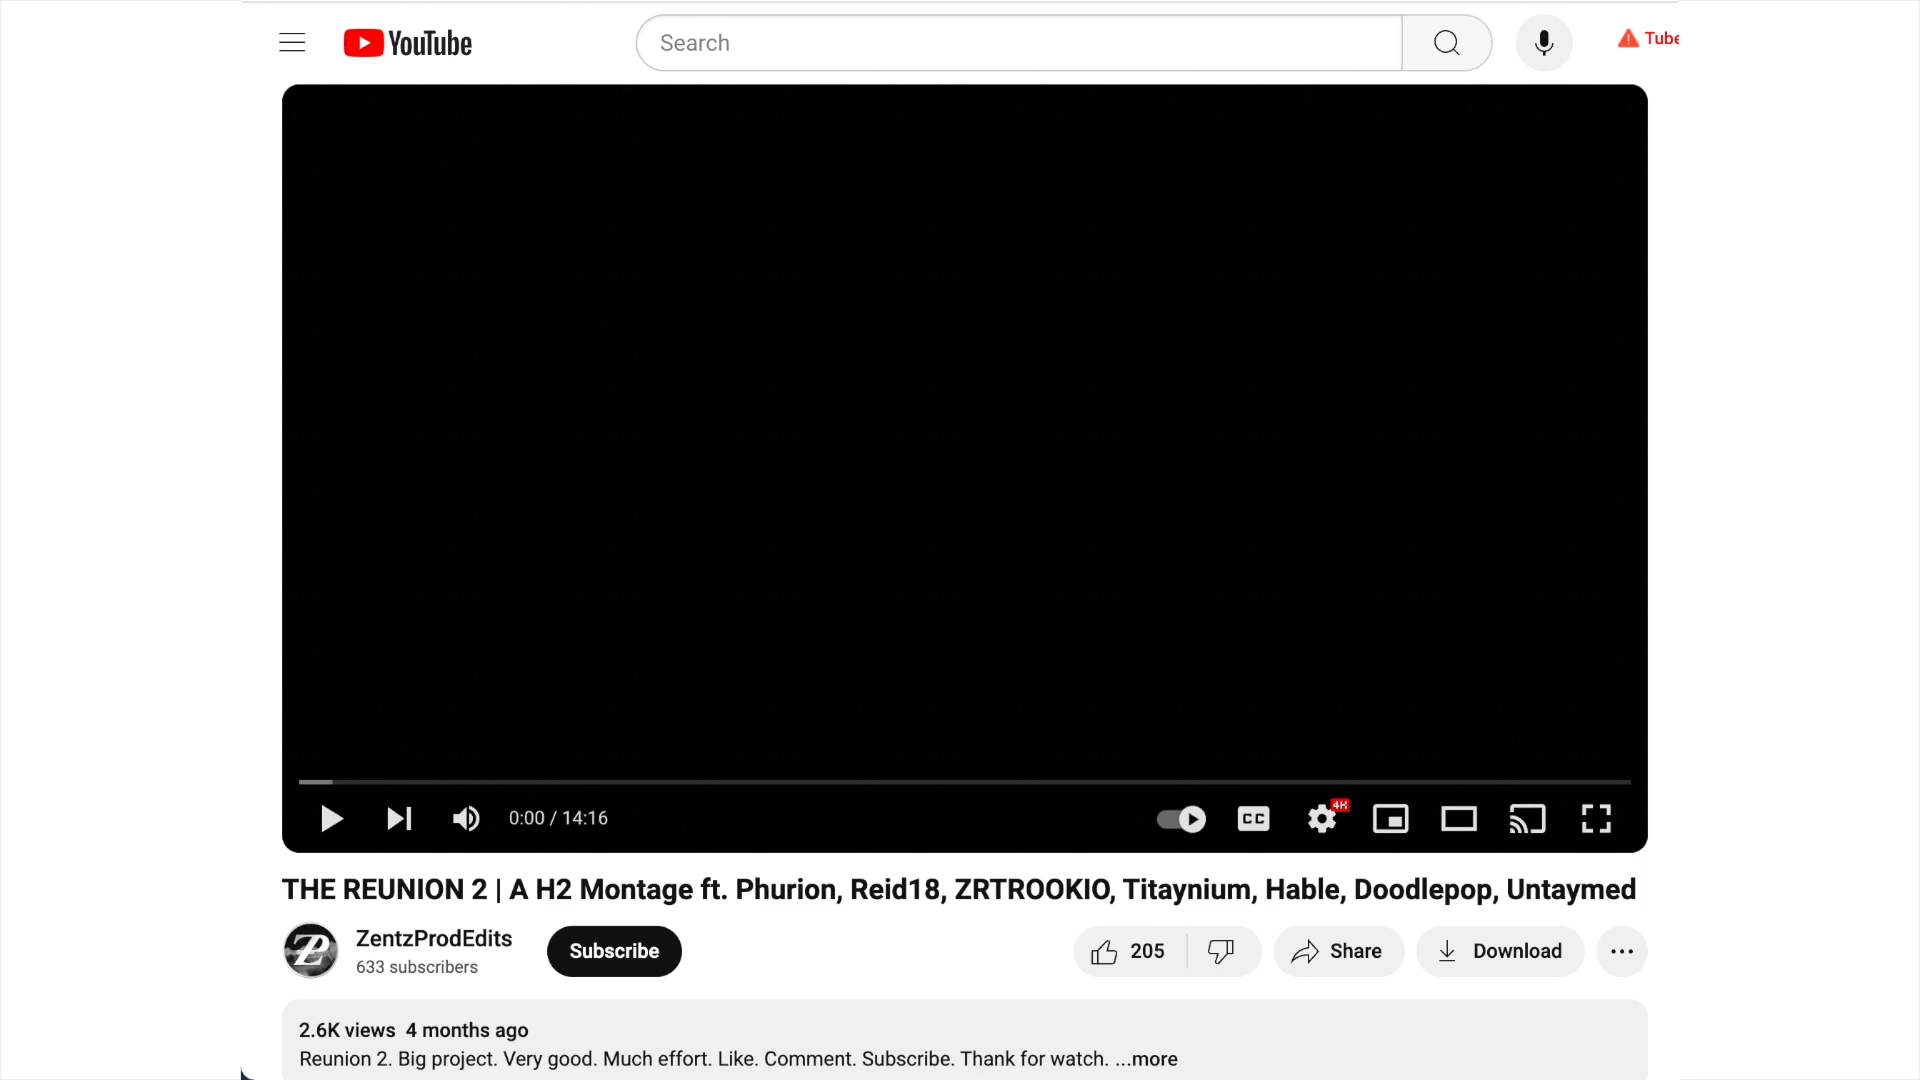 YouTube
Search
Tube
0:00 / 14:16
CC
4K
THE REUNION 2 | A H2 Montage ft. Phurion, Reid18, ZRTROOKIO, Titaynium, Hable, Doodlepop, Untaymed
ZentzProdEdits
633 subscribers
Subscribe
205
Share
Download
2.6K views 4 months ago
Reunion 2. Big project. Very good. Much effort. Like. Comment. Subscribe. Thank for watch. ...more